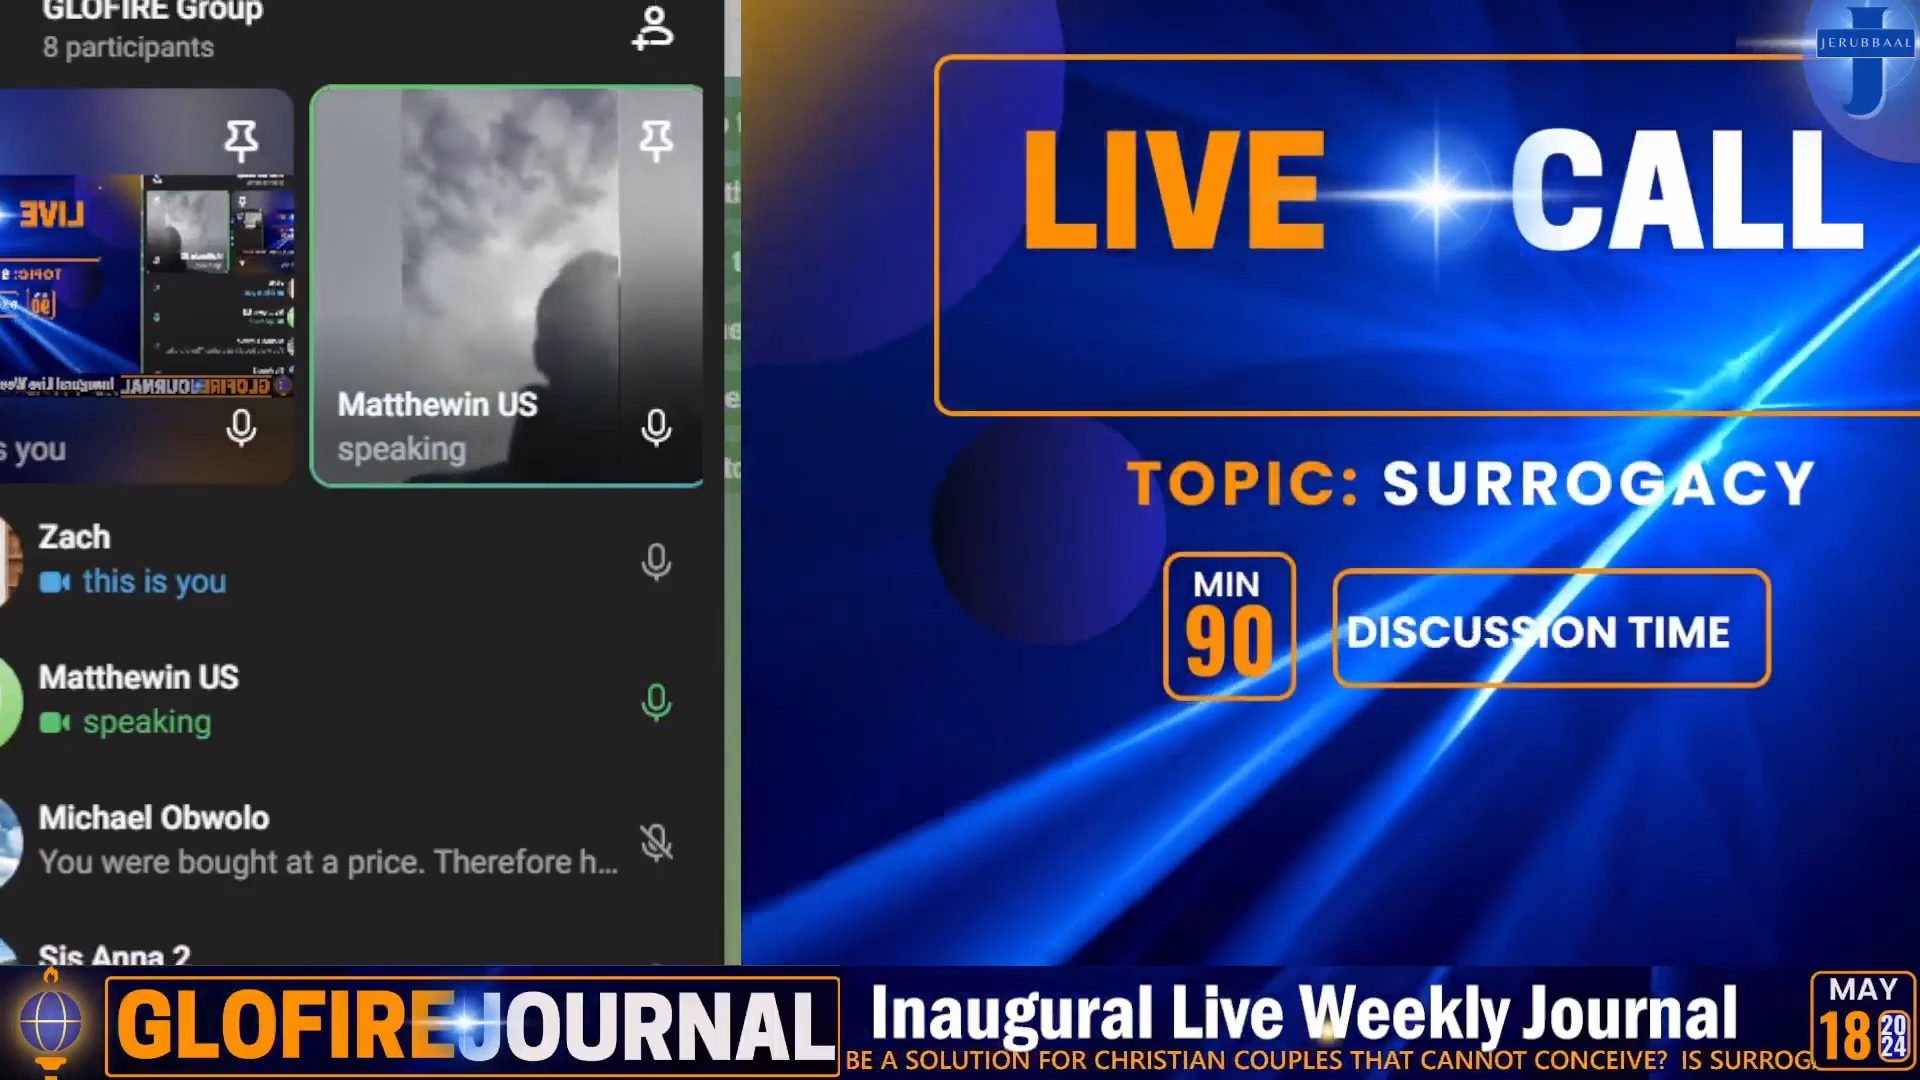 GLOFIRE Group
8 participants
s you
Matthewin US
speaking
Zach
this is you
Matthewin US
speaking
Michael Obwolo
You were bought at a price. Therefore h...
Sis Anna 2
JERUBBAAL
LIVE CALL
TOPIC: SURROGACY
MIN
90
DISCUSSION TIME
GLOFIRE JOURNAL
Inaugural Live Weekly Journal
BE A SOLUTION FOR CHRISTIAN COUPLES THAT CANNOT CONCEIVE? IS SURROG
MAY
18
20
24